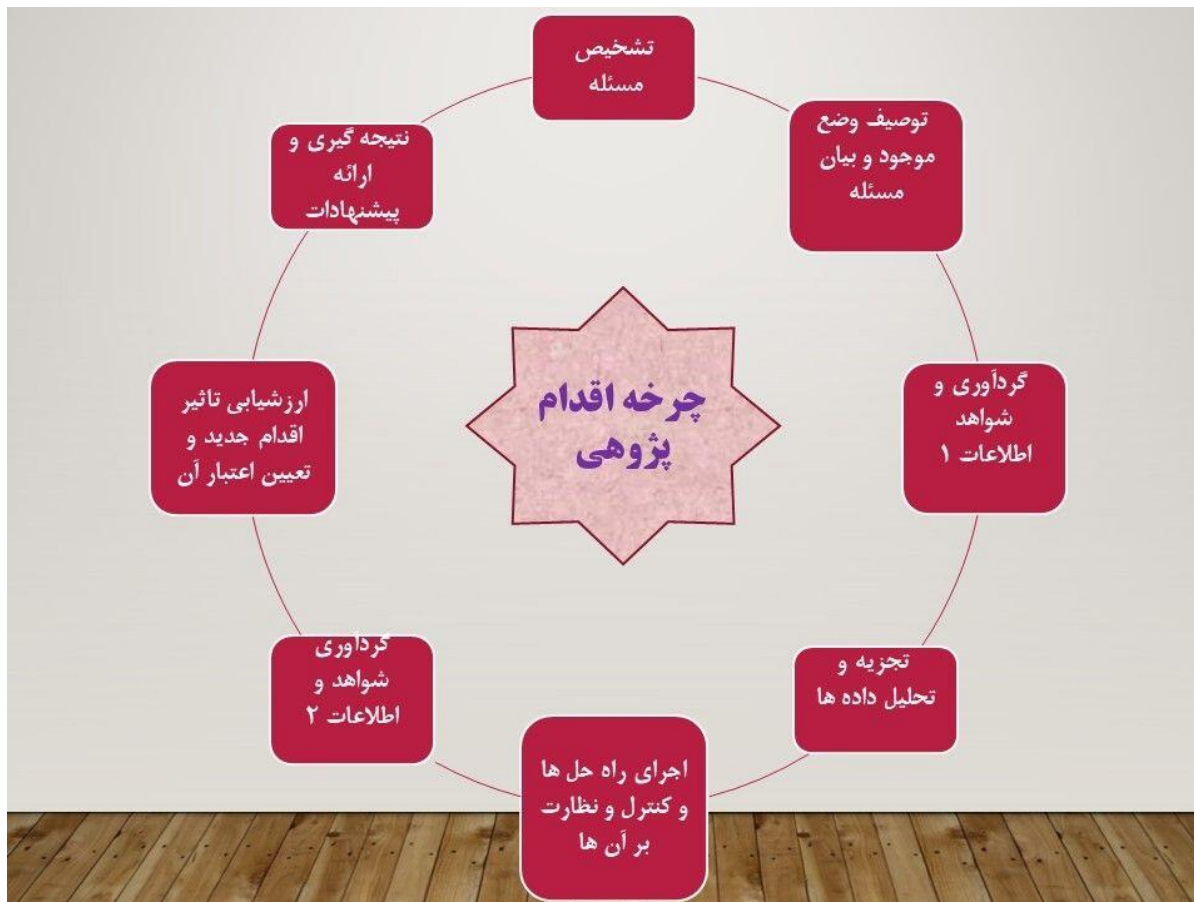 تشخیص
مسئله
توصیف وضع
موجود و بیان
مسئله
گردآوری و
شواهد
اطلاعات ۱
تجزیه و
تحلیل داده ها
اجرای راه حل ها
و کنترل و نظارت
بر آن ها
گردآوری
شواهد و
اطلاعات ۲
ارزشیابی تاثیر
اقدام جدید و
تعیین اعتبار آن
نتیجه گیری و
ارائه
پیشنهادات
چرخه اقدام
پژوهی